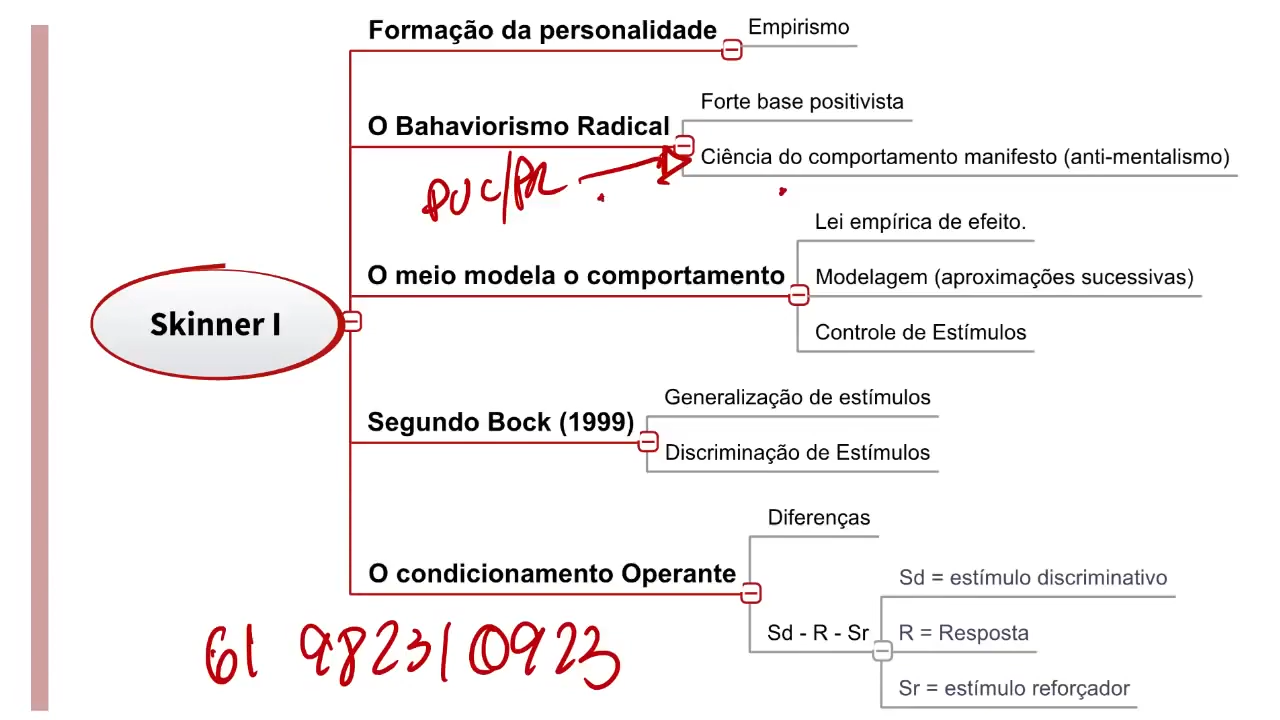 Formação da personalidade
Empirismo
O Bahaviorismo Radical
Forte base positivista
Ciência do comportamento manifesto (anti-mentalismo)
PUC/PR
O meio modela o comportamento
Lei empírica de efeito.
Modelagem (aproximações sucessivas)
Controle de Estímulos
Skinner I
Segundo Bock (1999)
Generalização de estímulos
Discriminação de Estímulos
O condicionamento Operante
Diferenças
Sd - R - Sr
Sd = estímulo discriminativo
R = Resposta
Sr = estímulo reforçador
61 982310923